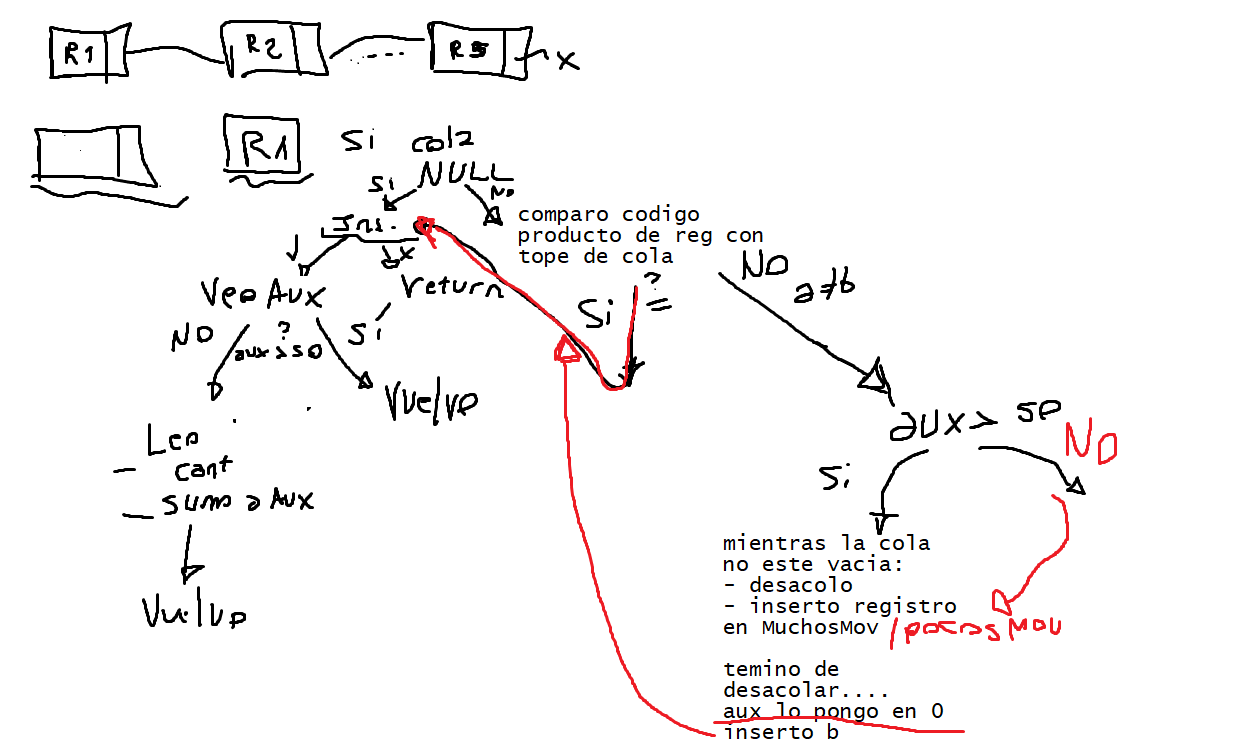 R1 R2 ..... R5 x
R1 Si cola
NULL
Si NO
Ins.
comparo codigo
producto de reg con
tope de cola
x
Veo Aux return
NO ? Si
aux > 50
Vuelvo
? =
Si
NO
a≠b
aux > 50
NO
Si
Leo
cant
- sumo a Aux
Vuelvo
mientras la cola
no este vacia:
- desacolo
- inserto registro
en MuchosMov /pocosMov
temino de
desacolar....
aux lo pongo en 0
inserto b